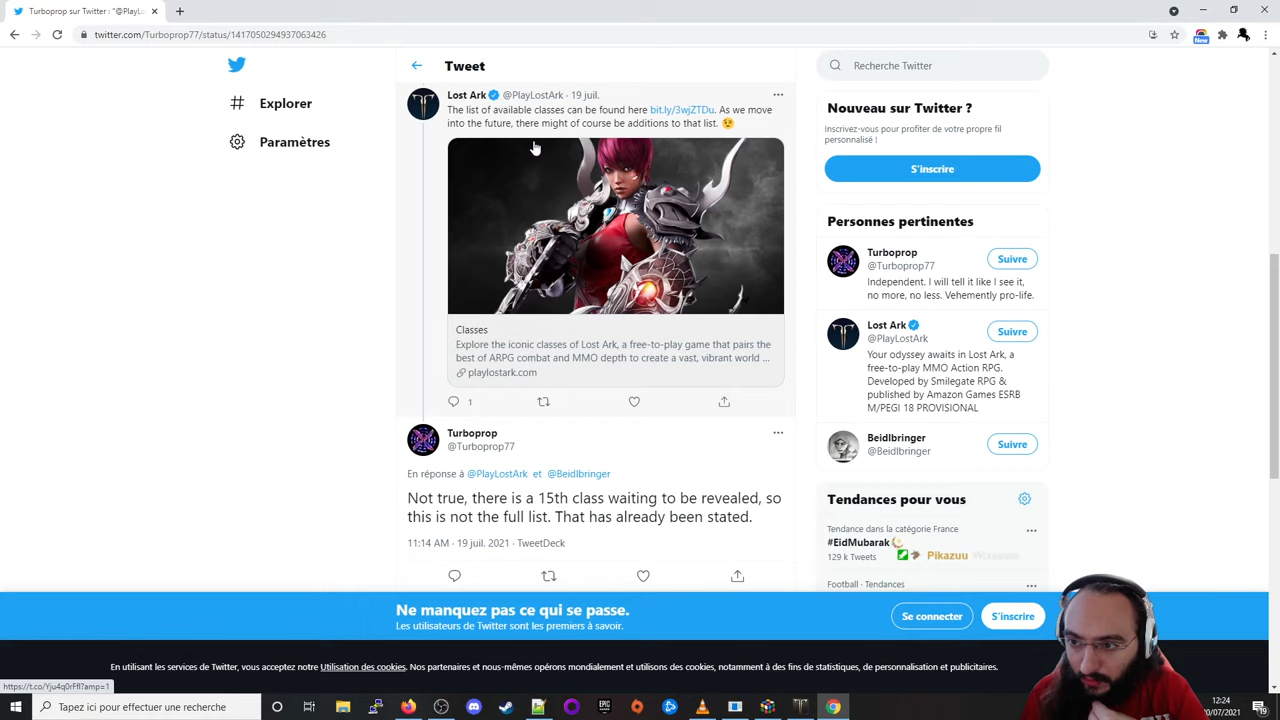 Turboprop sur Twitter : "@PlayLo
twitter.com/Turboprop77/status/1417050294937063426
New
Explorer
Paramètres
Tweet
Lost Ark @PlayLostArk · 19 juil.
The list of available classes can be found here bit.ly/3wjZTDu. As we move
into the future, there might of course be additions to that list. 😉
Classes
Explore the iconic classes of Lost Ark, a free-to-play game that pairs the
best of ARPG combat and MMO depth to create a vast, vibrant world ...
playlostark.com
1
Turboprop
@Turboprop77
En réponse à @PlayLostArk et @Beidlbringer
Not true, there is a 15th class waiting to be revealed, so
this is not the full list. That has already been stated.
11:14 AM · 19 juil. 2021 · TweetDeck
Recherche Twitter
Nouveau sur Twitter ?
Inscrivez-vous pour profiter de votre propre fil
personnalisé !
S'inscrire
Personnes pertinentes
Turboprop
@Turboprop77
Suivre
Independent. I will tell it like I see it,
no more, no less. Vehemently pro-life.
Lost Ark
@PlayLostArk
Suivre
Your odyssey awaits in Lost Ark, a
free-to-play MMO Action RPG.
Developed by Smilegate RPG &
published by Amazon Games ESRB
M/PEGI 18 PROVISIONAL
Beidlbringer
@Beidlbringer
Suivre
Tendances pour vous
Tendance dans la catégorie France
#EidMubarak
129 k Tweets
Pikazuu
Football · Tendances
Ne manquez pas ce qui se passe.
Les utilisateurs de Twitter sont les premiers à savoir.
Se connecter
S'inscrire
En utilisant les services de Twitter, vous acceptez notre Utilisation des cookies. Nos partenaires et nous-mêmes opérons mondialement et utilisons des cookies, notamment à des fins de statistiques, de personnalisation et publicitaires.
https://t.co/Yju4q0rFfl?amp=1
Tapez ici pour effectuer une recherche
12:24
0/07/2021
19